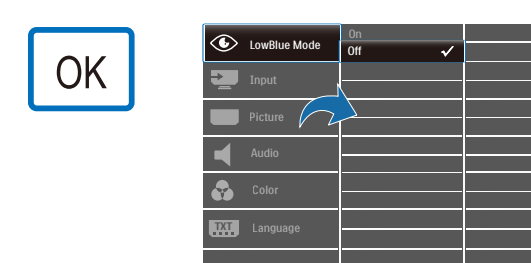 OK
LowBlue Mode
On
Off
Input
Picture
Audio
Color
TXT
Language